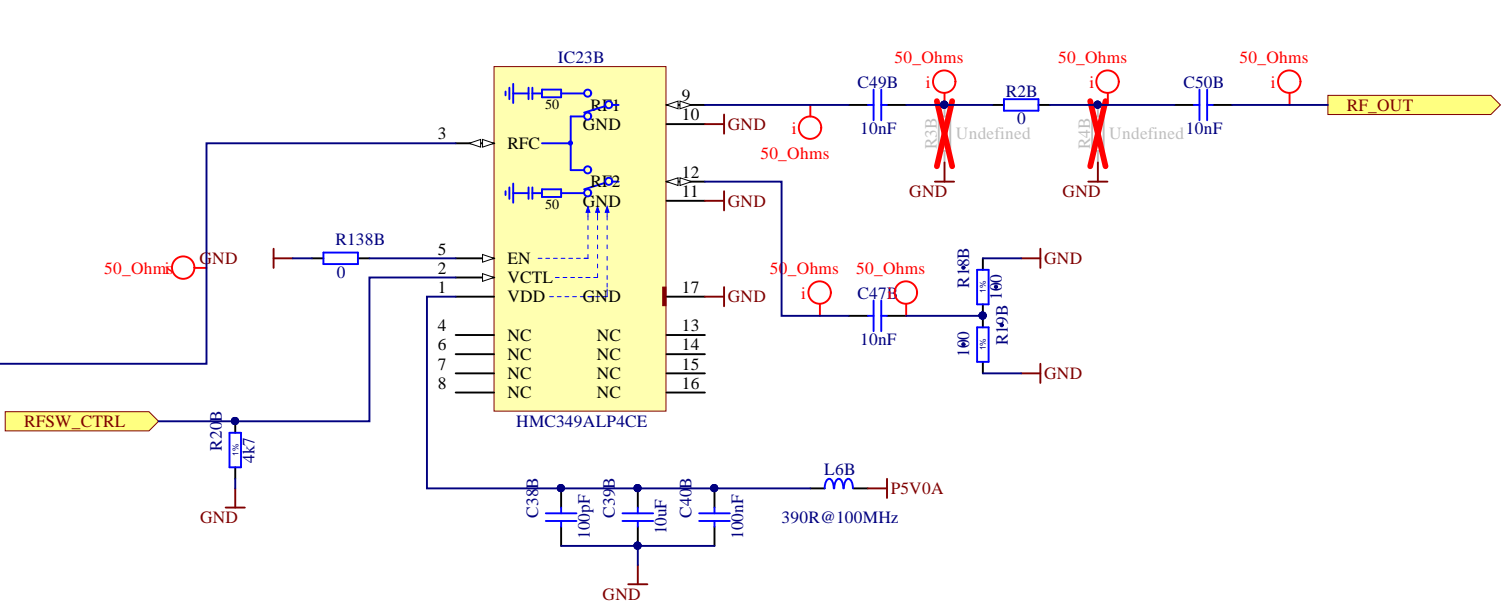 IC23B
50_Ohms
50_Ohms
50_Ohms
C49B
R2B
C50B
50
RF1
9
RF_OUT
10
GND
GND
10nF
R3B
Undefined
0
R4B
Undefined
10nF
3
RFC
i
i
i
i
50_Ohms
12
RF2
GND
GND
50
GND
11
GND
R138B
5
EN
GND
50_Ohms
i
0
2
VCTL
50_Ohms
50_Ohms
R18B
100
1%
GND
1
VDD
GND
17
GND
i
C47B
i
10nF
R19B
100
1%
GND
4
NC
NC
13
6
NC
NC
14
7
NC
NC
15
8
NC
NC
16
RFSW_CTRL
HMC349ALP4CE
R20B
1%
4k7
GND
L6B
P5V0A
390R@100MHz
C38B
100pF
C39B
10uF
C40B
100nF
GND